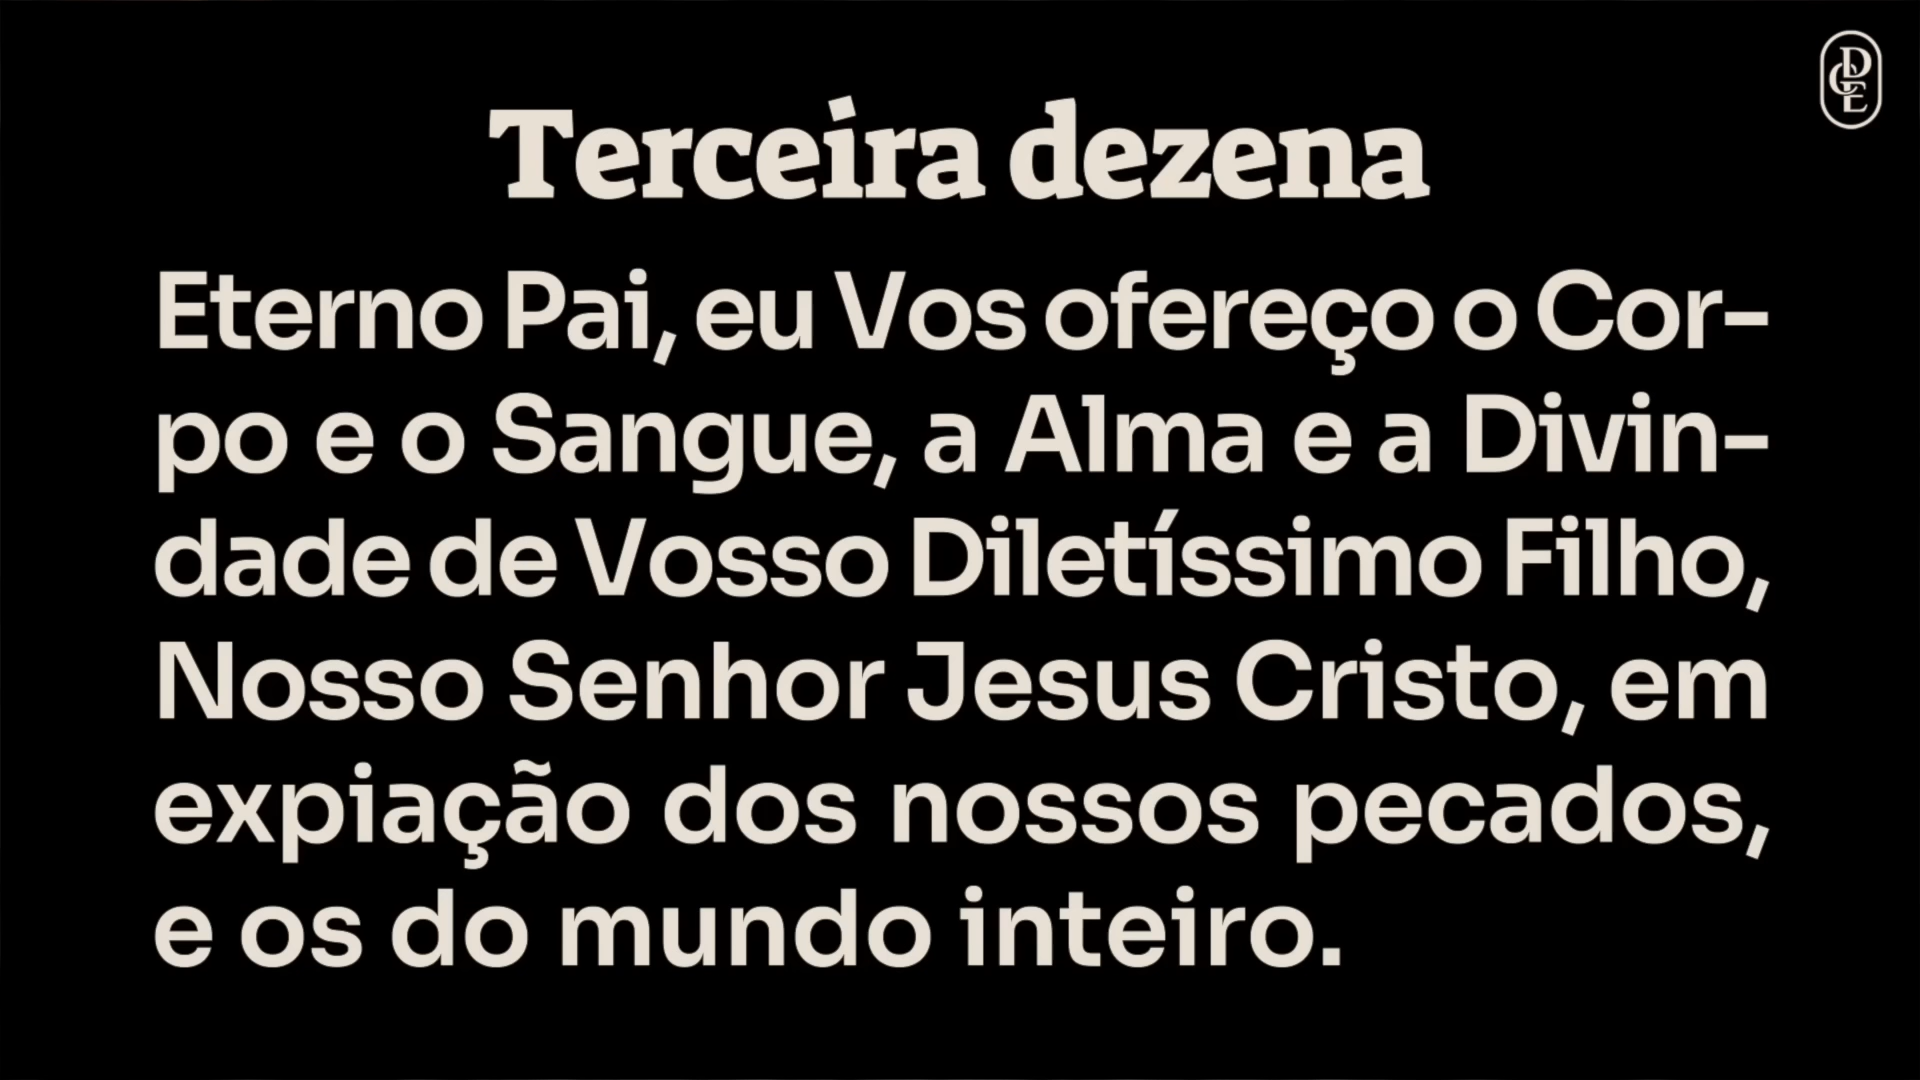 Terceira dezena
Eterno Pai, eu Vos ofereço o Cor-
po e o Sangue, a Alma e a Divin-
dade de Vosso Diletíssimo Filho,
Nosso Senhor Jesus Cristo, em
expiação dos nossos pecados,
e os do mundo inteiro.